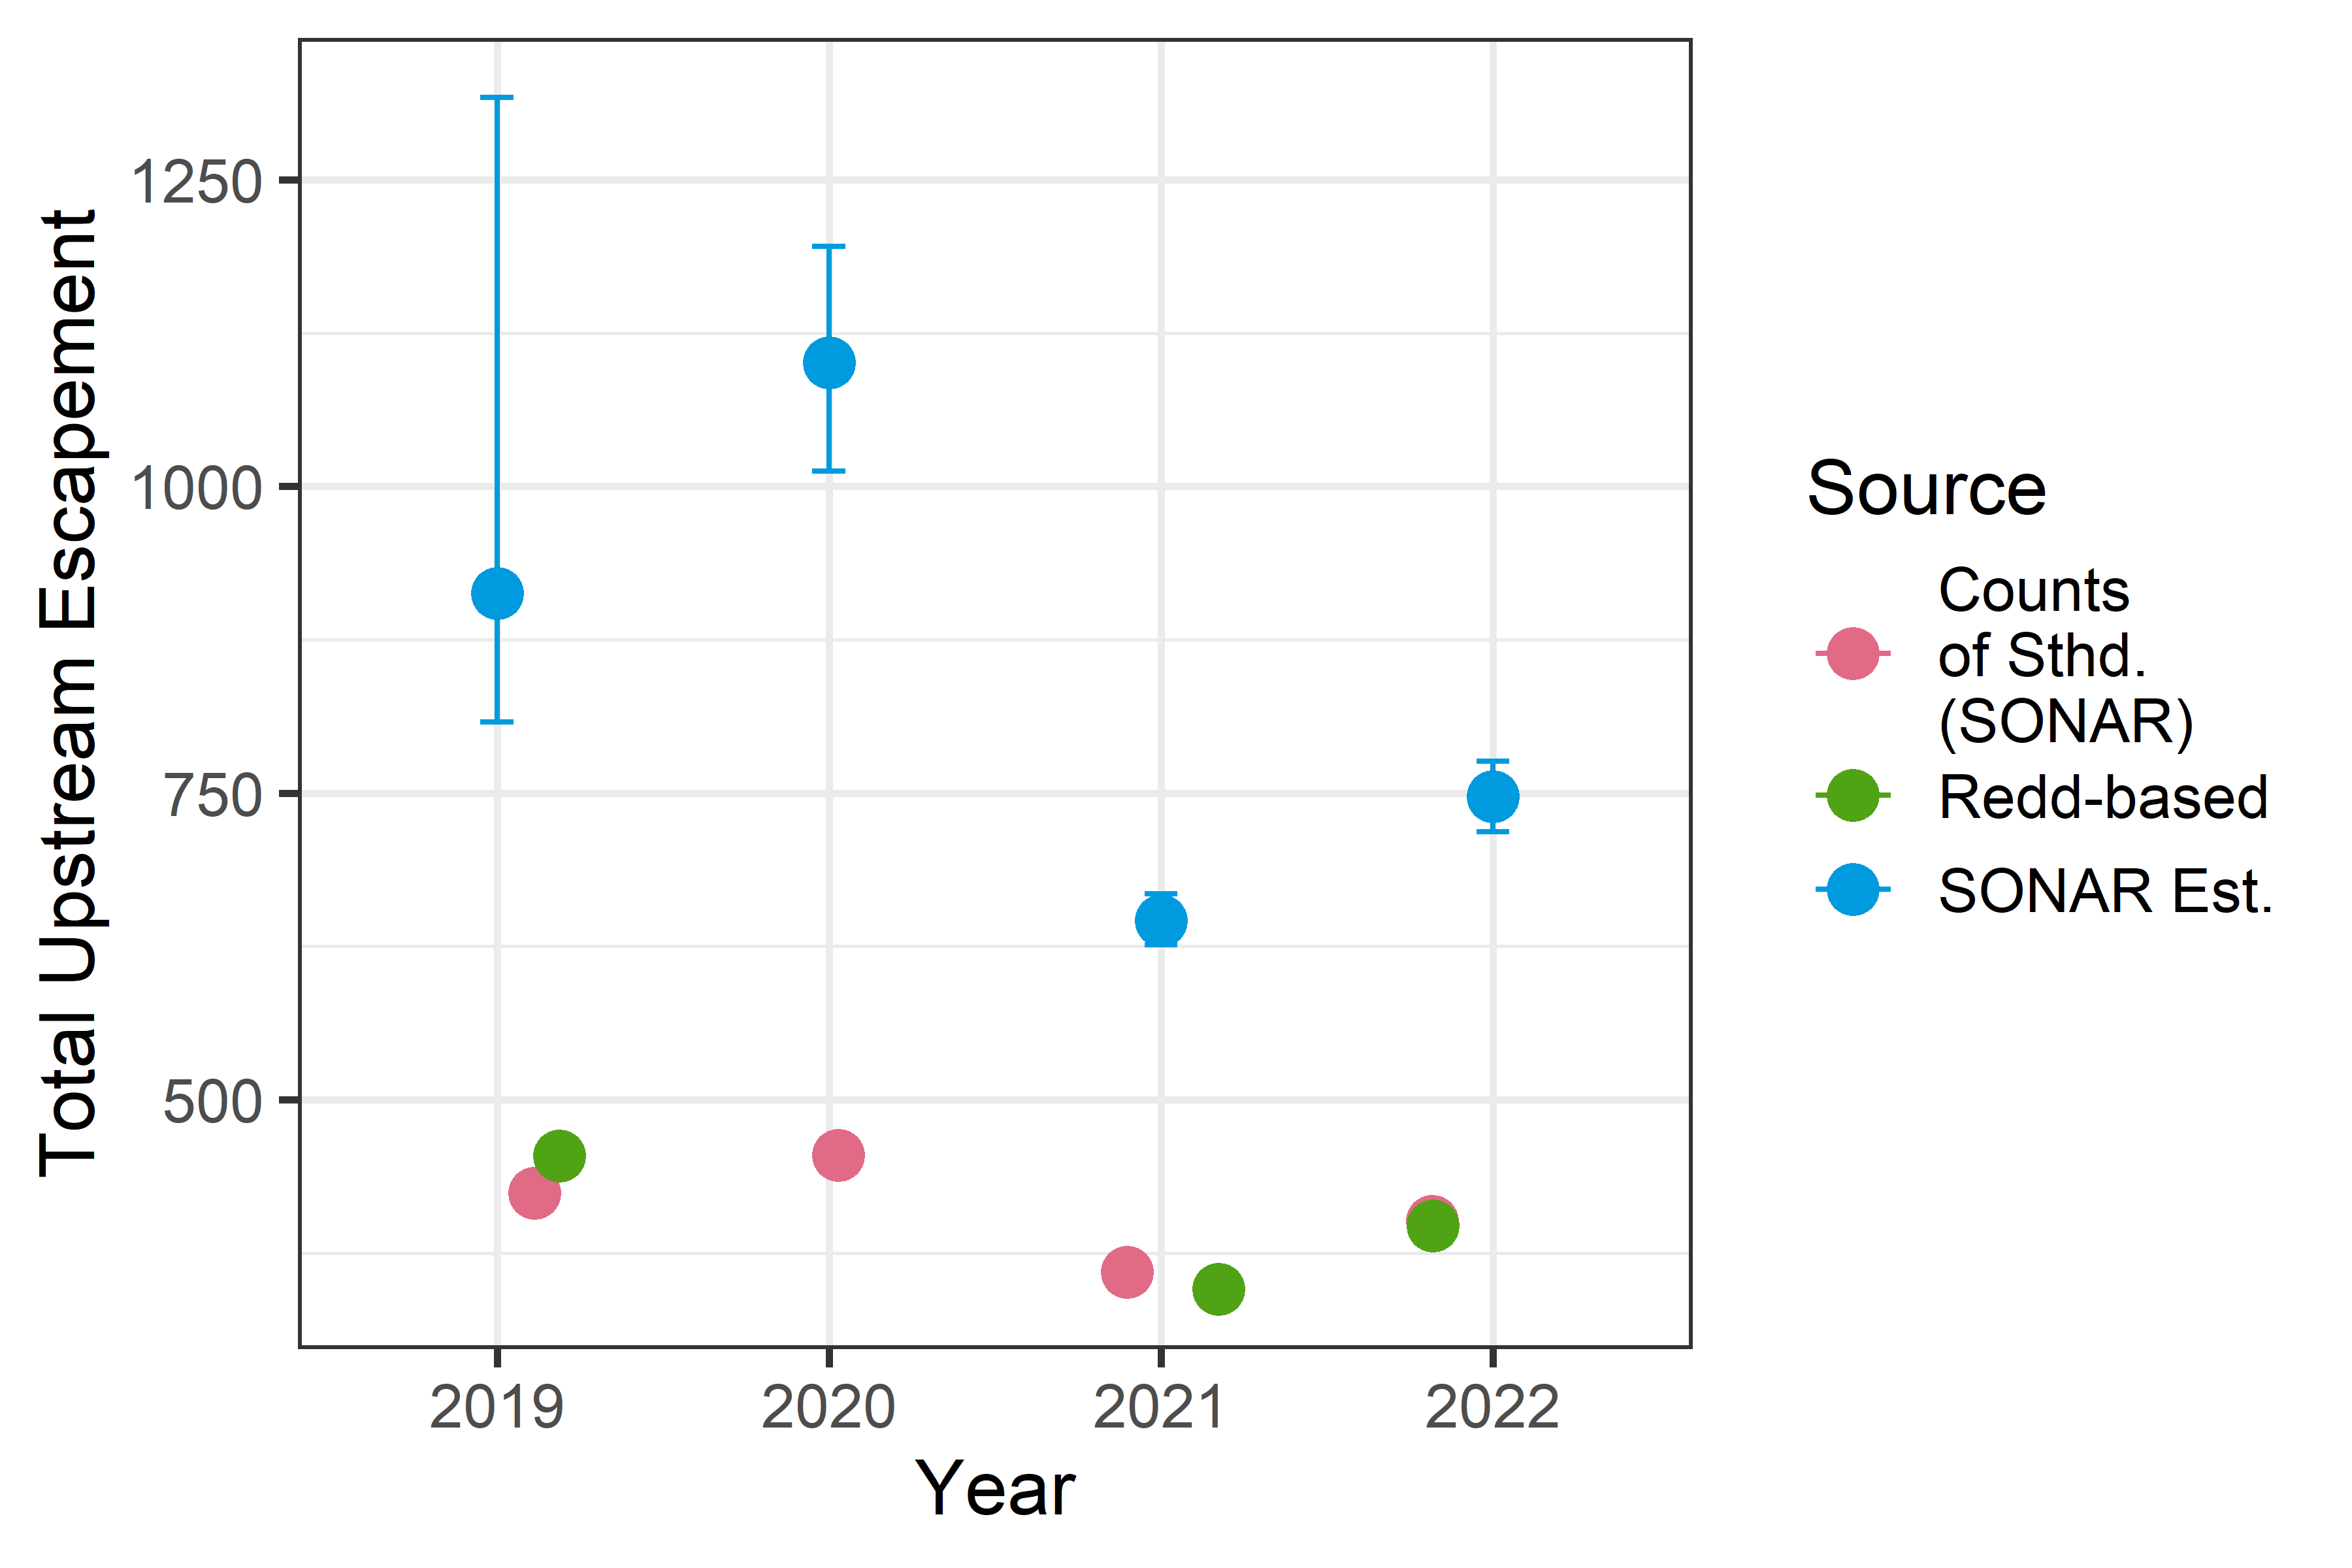 Total Upstream Escapement
1250
1000
750
500
2019 2020 2021 2022
Year
Source
Counts
of Sthd.
(SONAR)
Redd-based
SONAR Est.